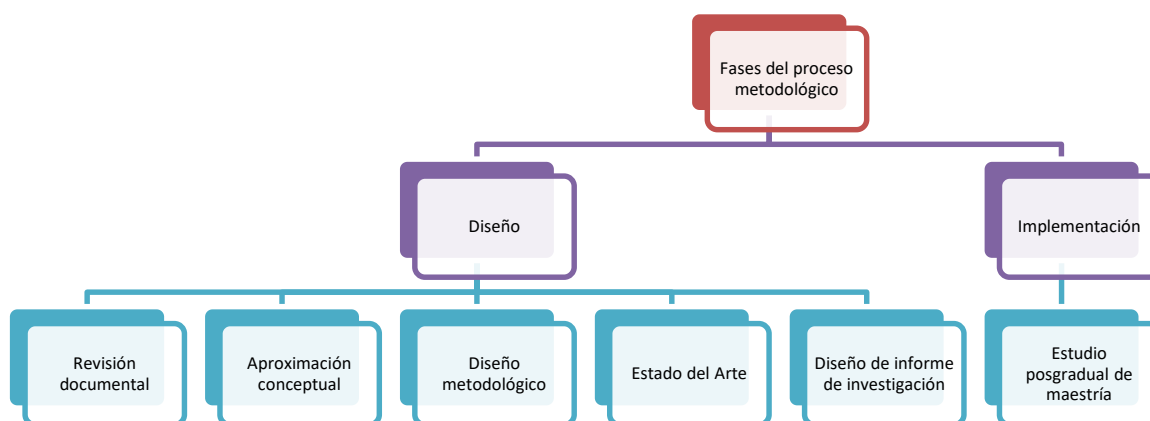 Fases del proceso
metodológico
Diseño
Implementación
Revisión
documental
Aproximación
conceptual
Diseño
metodológico
Estado del Arte
Diseño de informe
de investigación
Estudio
posgradual de
maestría